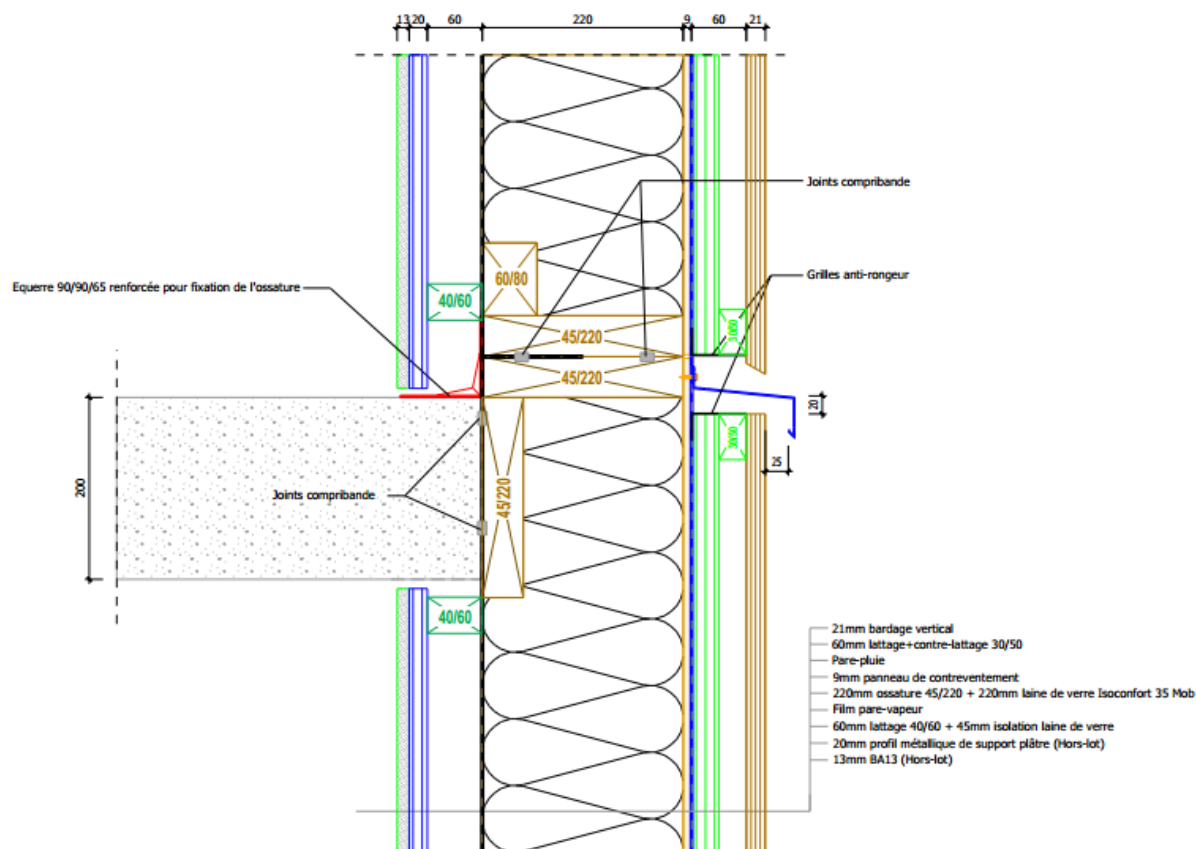 13 20 60 220 9 60 21
Joints compribande
60/80
Grilles anti-rongeur
Equerre 90/90/65 renforcée pour fixation de l'ossature
40/60
30/50
45/220
45/220
20
30/50
25
200
45/220
Joints compribande
40/60
21mm bardage vertical
60mm lattage+contre-lattage 30/50
Pare-pluie
9mm panneau de contreventement
220mm ossature 45/220 + 220mm laine de verre Isoconfort 35 Mob
Film pare-vapeur
60mm lattage 40/60 + 45mm isolation laine de verre
20mm profil métallique de support plâtre (Hors-lot)
13mm BA13 (Hors-lot)